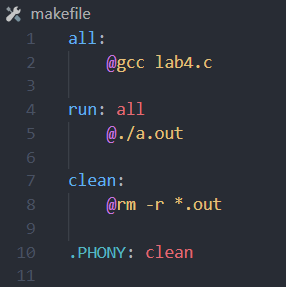 makefile
1 all:
2 @gcc lab4.c
3
4 run: all
5 @./a.out
6
7 clean:
8 @rm -r *.out
9
10 .PHONY: clean
11